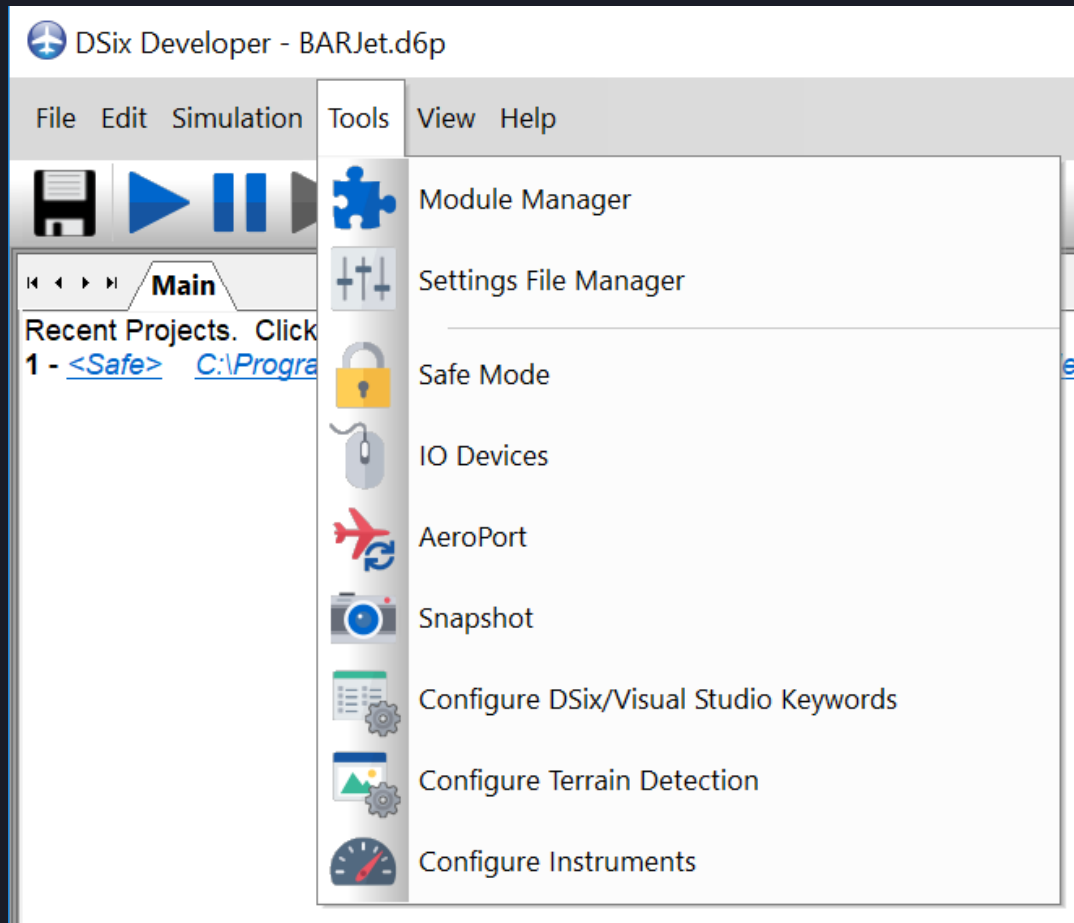 DSix Developer - BARJet.d6p
File Edit Simulation Tools View Help
Module Manager
Settings File Manager
Main
Recent Projects. Click
1 - <Safe> C:\Progra
Safe Mode
IO Devices
AeroPort
Snapshot
Configure DSix/Visual Studio Keywords
Configure Terrain Detection
Configure Instruments